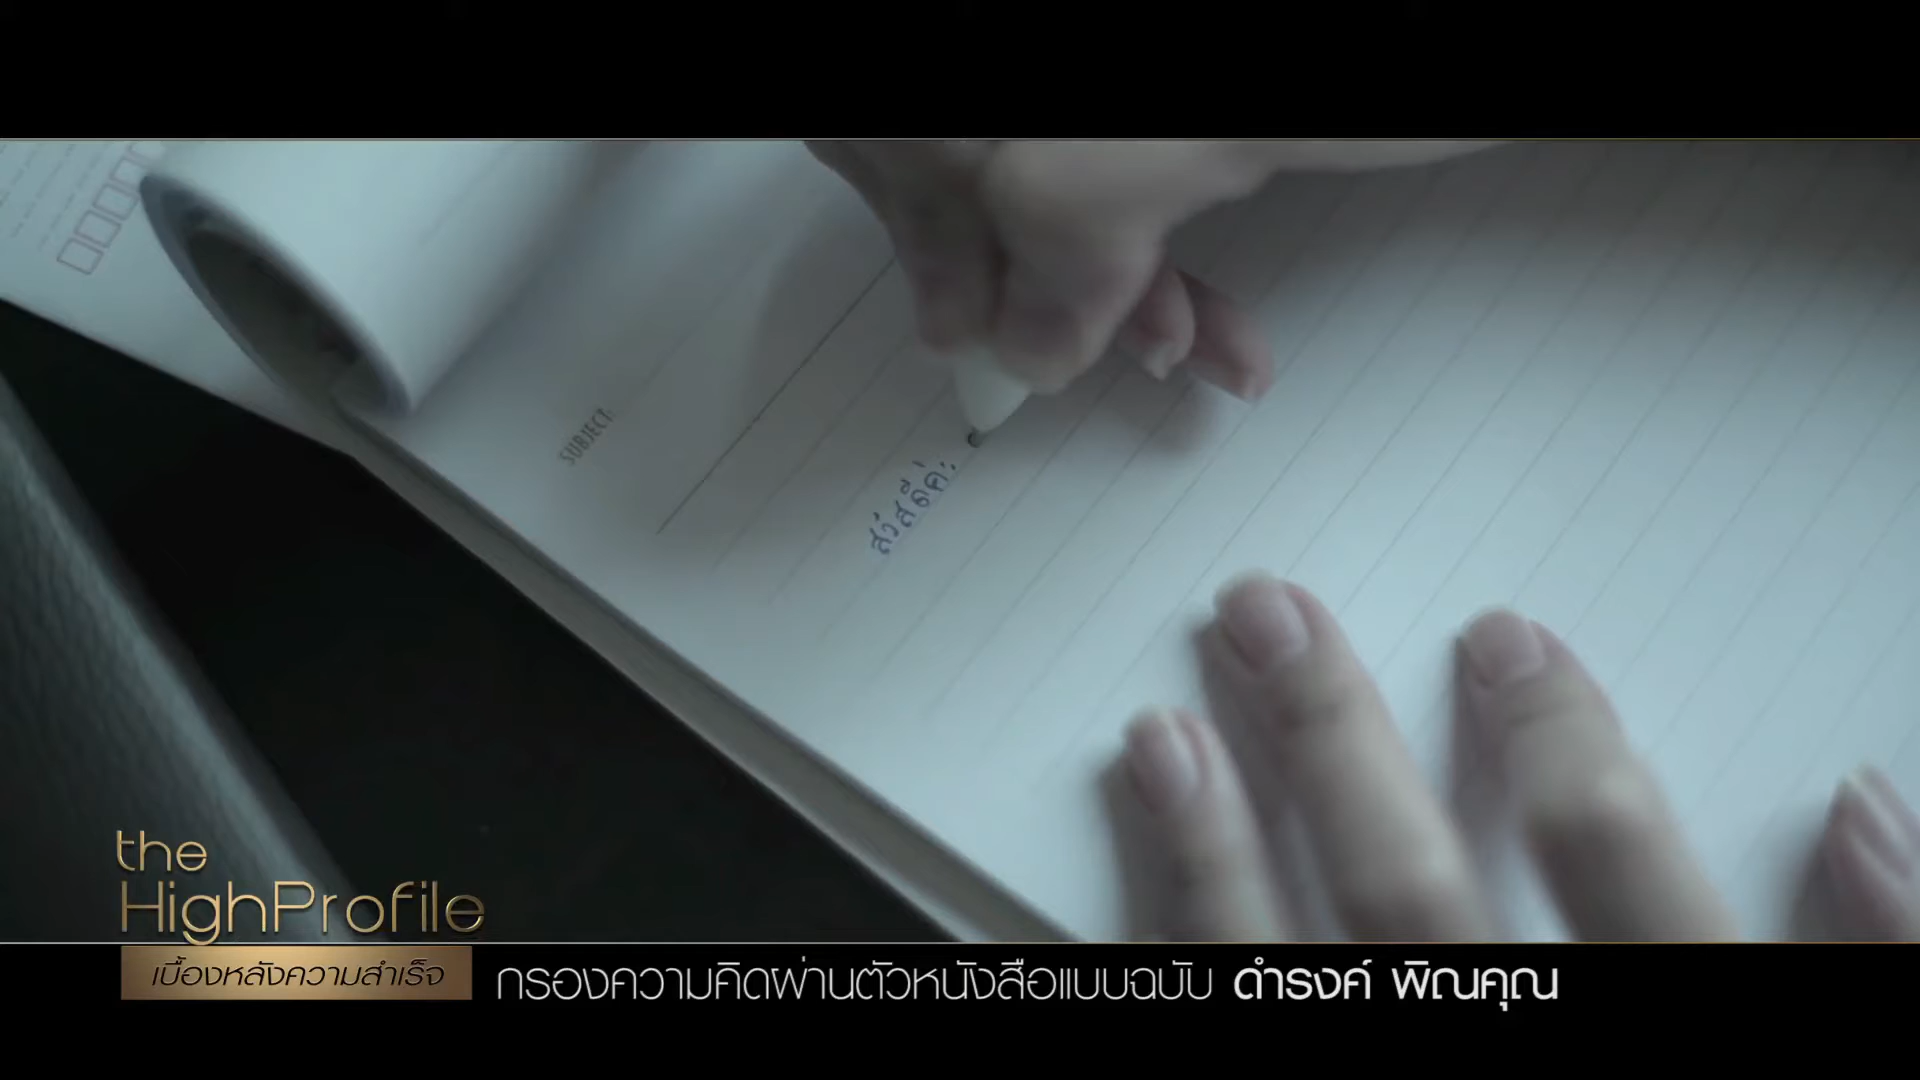 SUBJECT:
สวัสดีค่ะ
the
HighProfile
เบื้องหลังความสำเร็จ
กรองความคิดผ่านตัวหนังสือแบบฉบับ ดำรงค์ พิณคุณ